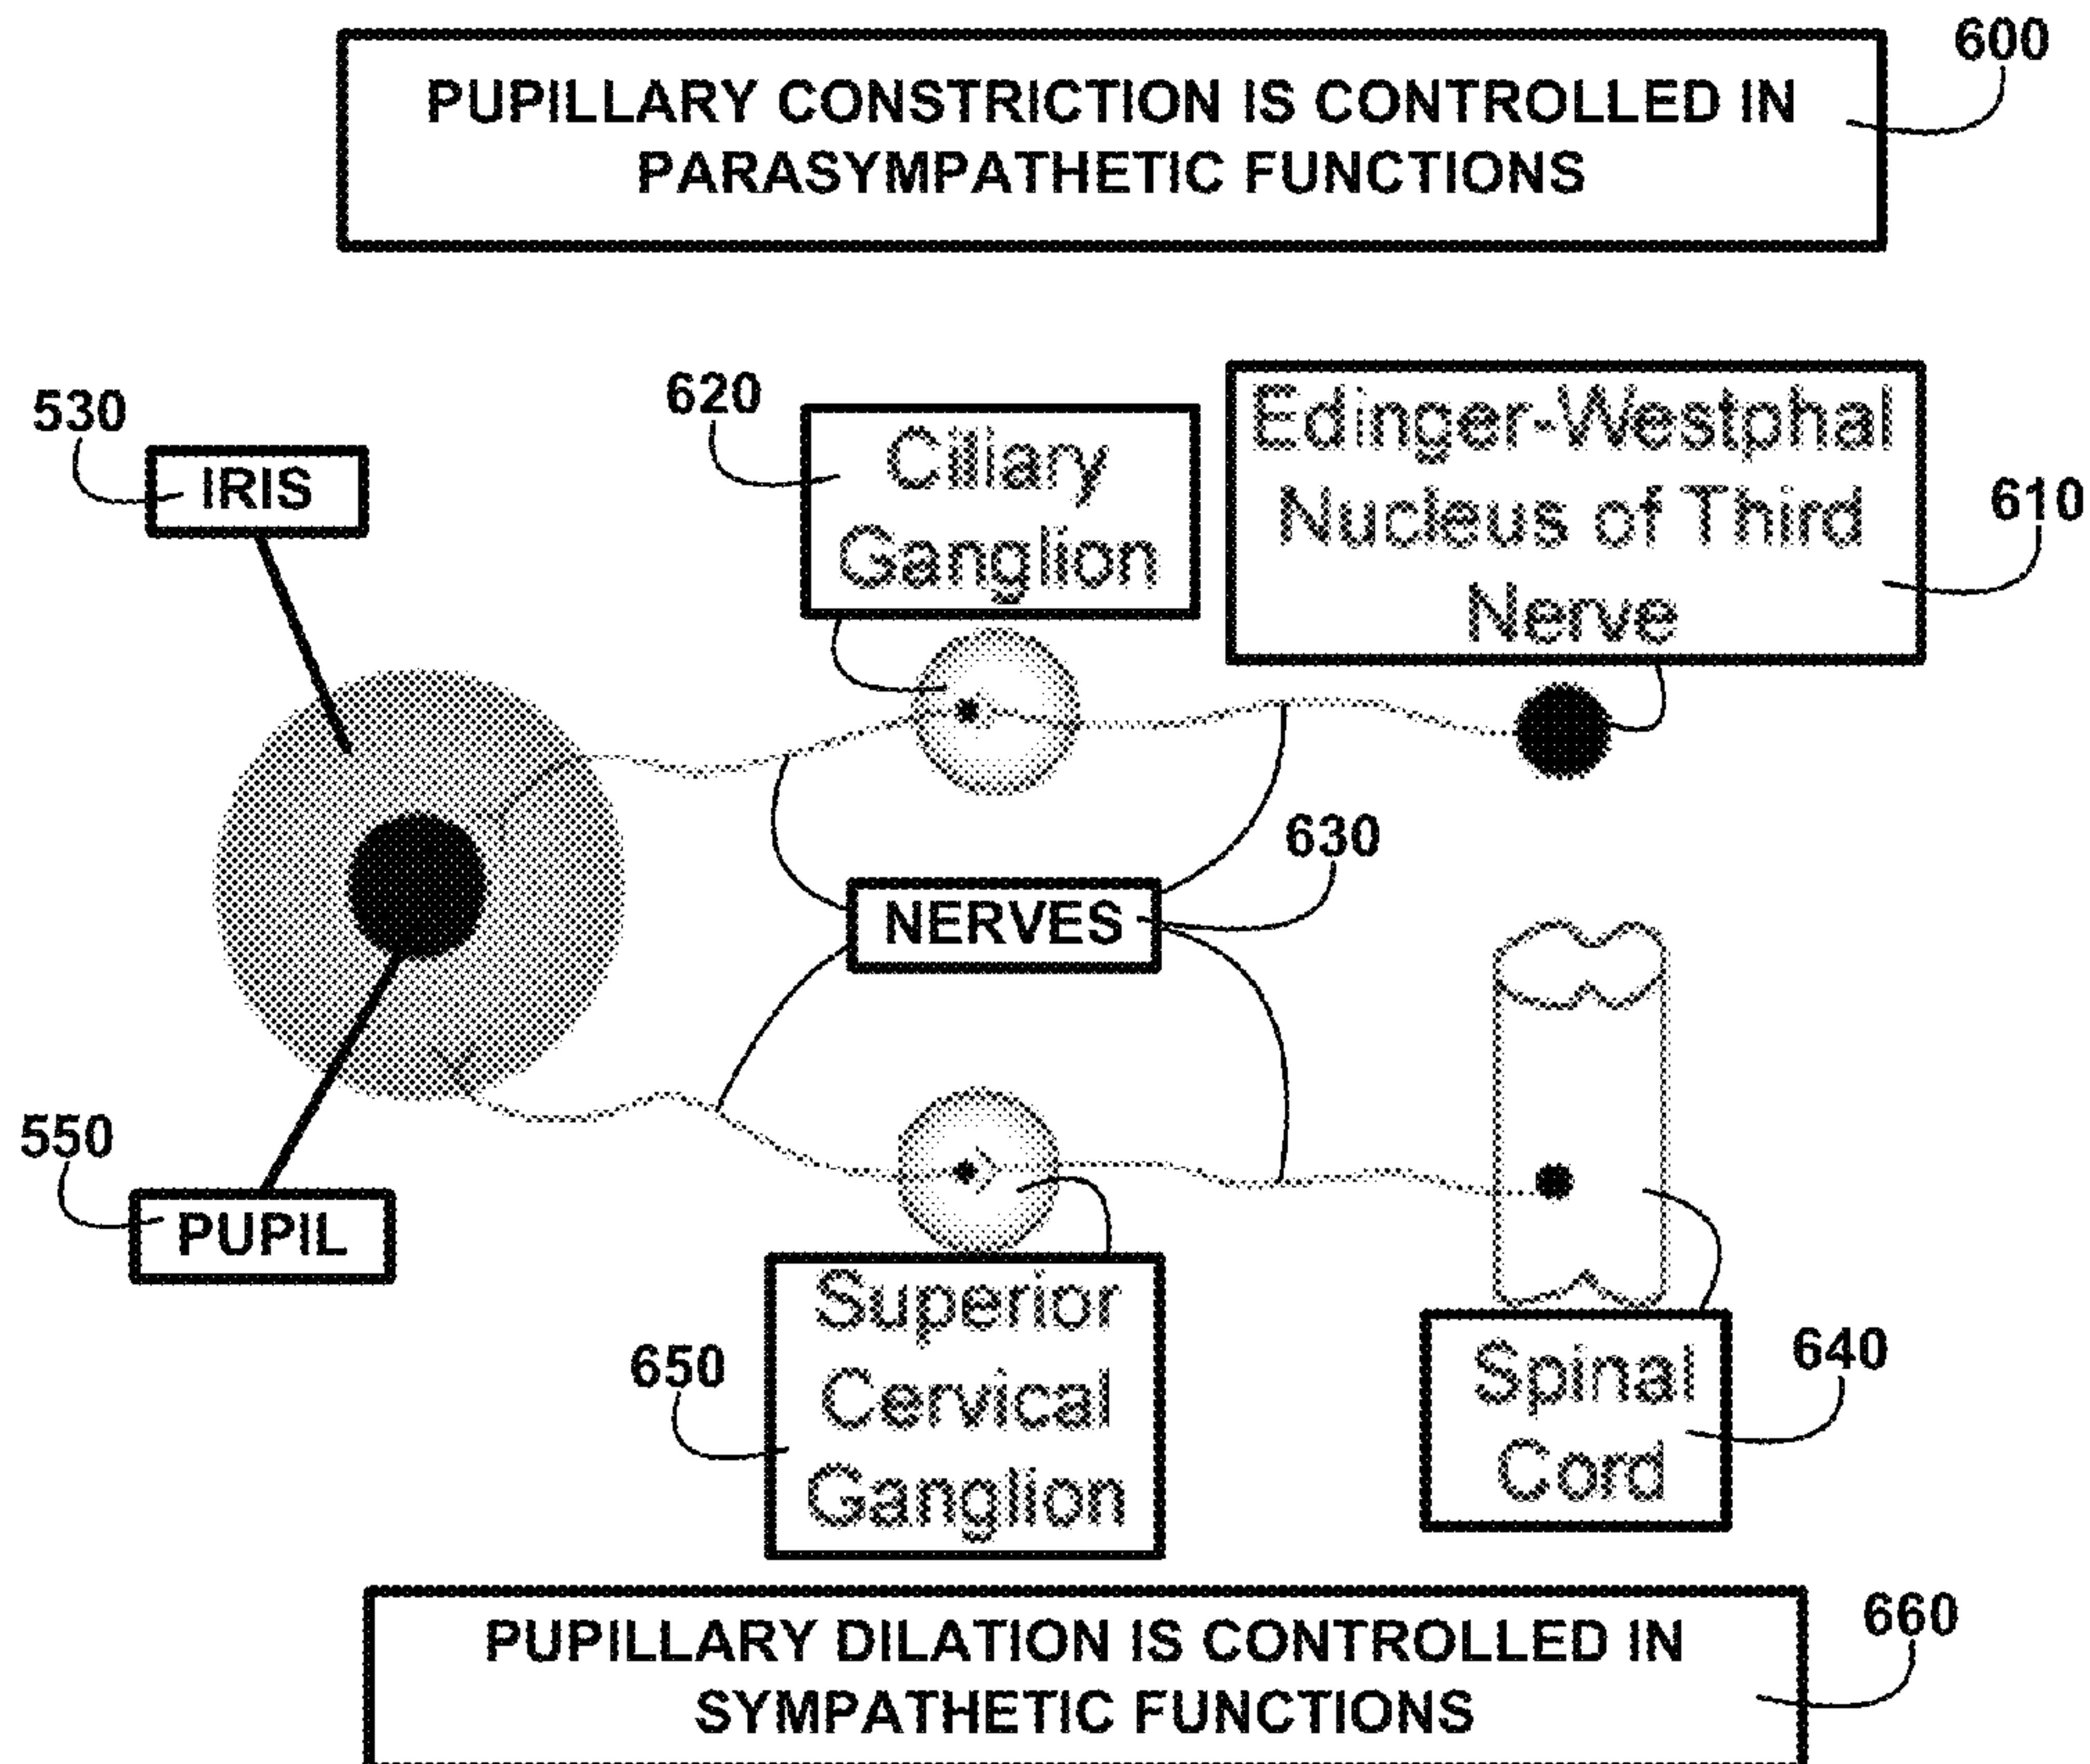 600
PUPILLARY CONSTRICTION IS CONTROLLED IN
PARASYMPATHETIC FUNCTIONS
530
IRIS
620
Ciliary
Ganglion
Edinger-Westphal
Nucleus of Third
Nerve
610
630
NERVES
550
PUPIL
650
Superior
Cervical
Ganglion
640
Spinal
Cord
660
PUPILLARY DILATION IS CONTROLLED IN
SYMPATHETIC FUNCTIONS